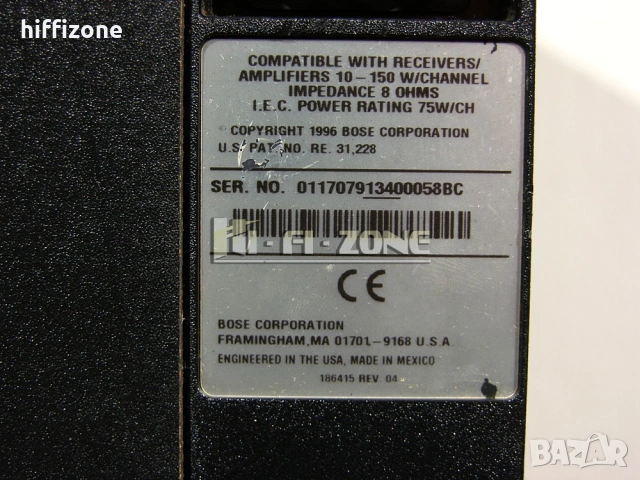 hiffizone
COMPATIBLE WITH RECEIVERS/
AMPLIFIERS 10-150 W/CHANNEL
IMPEDANCE 8 OHMS
I.E.C. POWER RATING 75W/CH
© COPYRIGHT 1996 BOSE CORPORATION
U.S. PAT. NO. RE. 31,228
SER. NO. 011707913400058BC
Hi-Fi-ZONE
CE
BOSE CORPORATION
FRAMINGHAM, MA 01701-9168 U.S.A.
ENGINEERED IN THE USA, MADE IN MEXICO
186415 REV 04
BAZAR